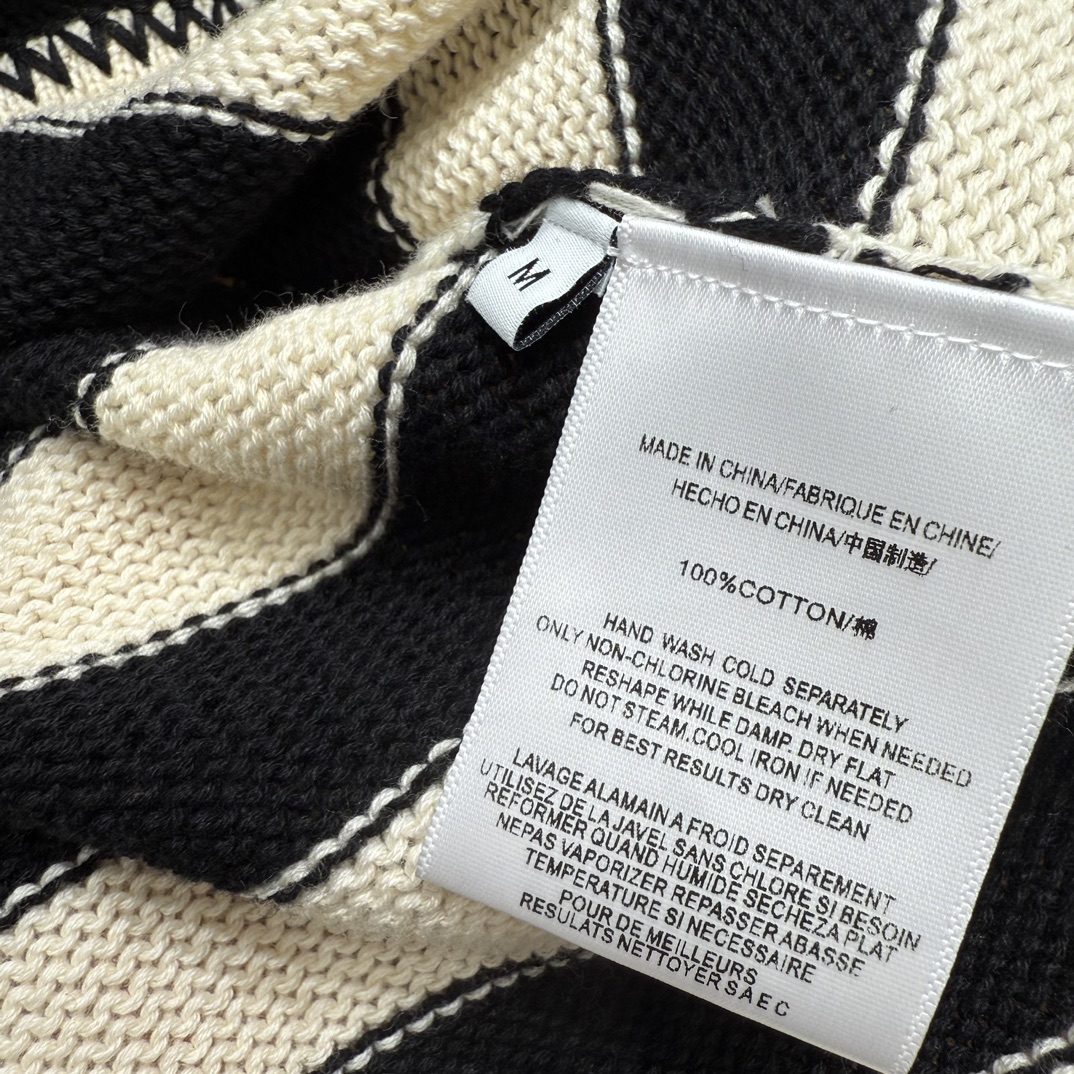 M
MADE IN CHINA/FABRIQUE EN CHINE/
HECHO EN CHINA/中国制造/
100%COTTON/棉
HAND WASH COLD SEPARATELY
ONLY NON-CHLORINE BLEACH WHEN NEEDED
RESHAPE WHILE DAMP. DRY FLAT
DO NOT STEAM.COOL IRON IF NEEDED
FOR BEST RESULTS DRY CLEAN
LAVAGE ALAMAIN A FROID SEPAREMENT
UTILISEZ DE LA JAVEL SANS CHLORE SI BESOIN
REFORMER QUAND HUMIDE SECHEZA PLAT
NEPAS VAPORIZER REPASSER ABASSE
TEMPERATURE SI NECESSAIRE
POUR DE MEILLEURS
RESULATS NETTOYER S A E C